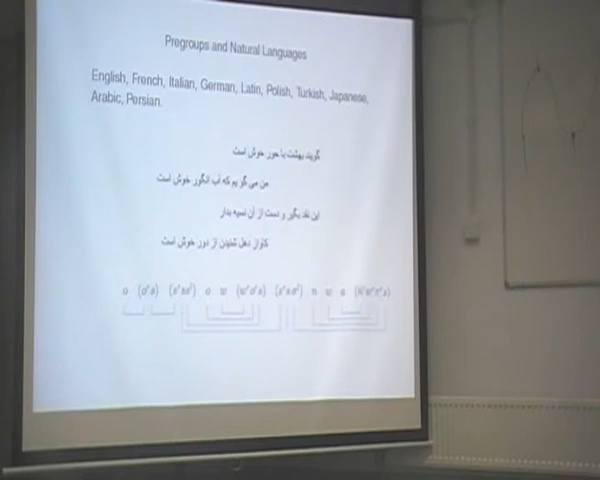 Pregroups and Natural Languages
English, French, Italian, German, Latin, Polish, Turkish, Japanese,
Arabic, Persian.
گویند بهشت با حور خوش است
من می گویم که آب انگور خوش است
این نقد بگیر و دست از آن نسیه بدار
کاواز دهل شنیدن از دور خوش است